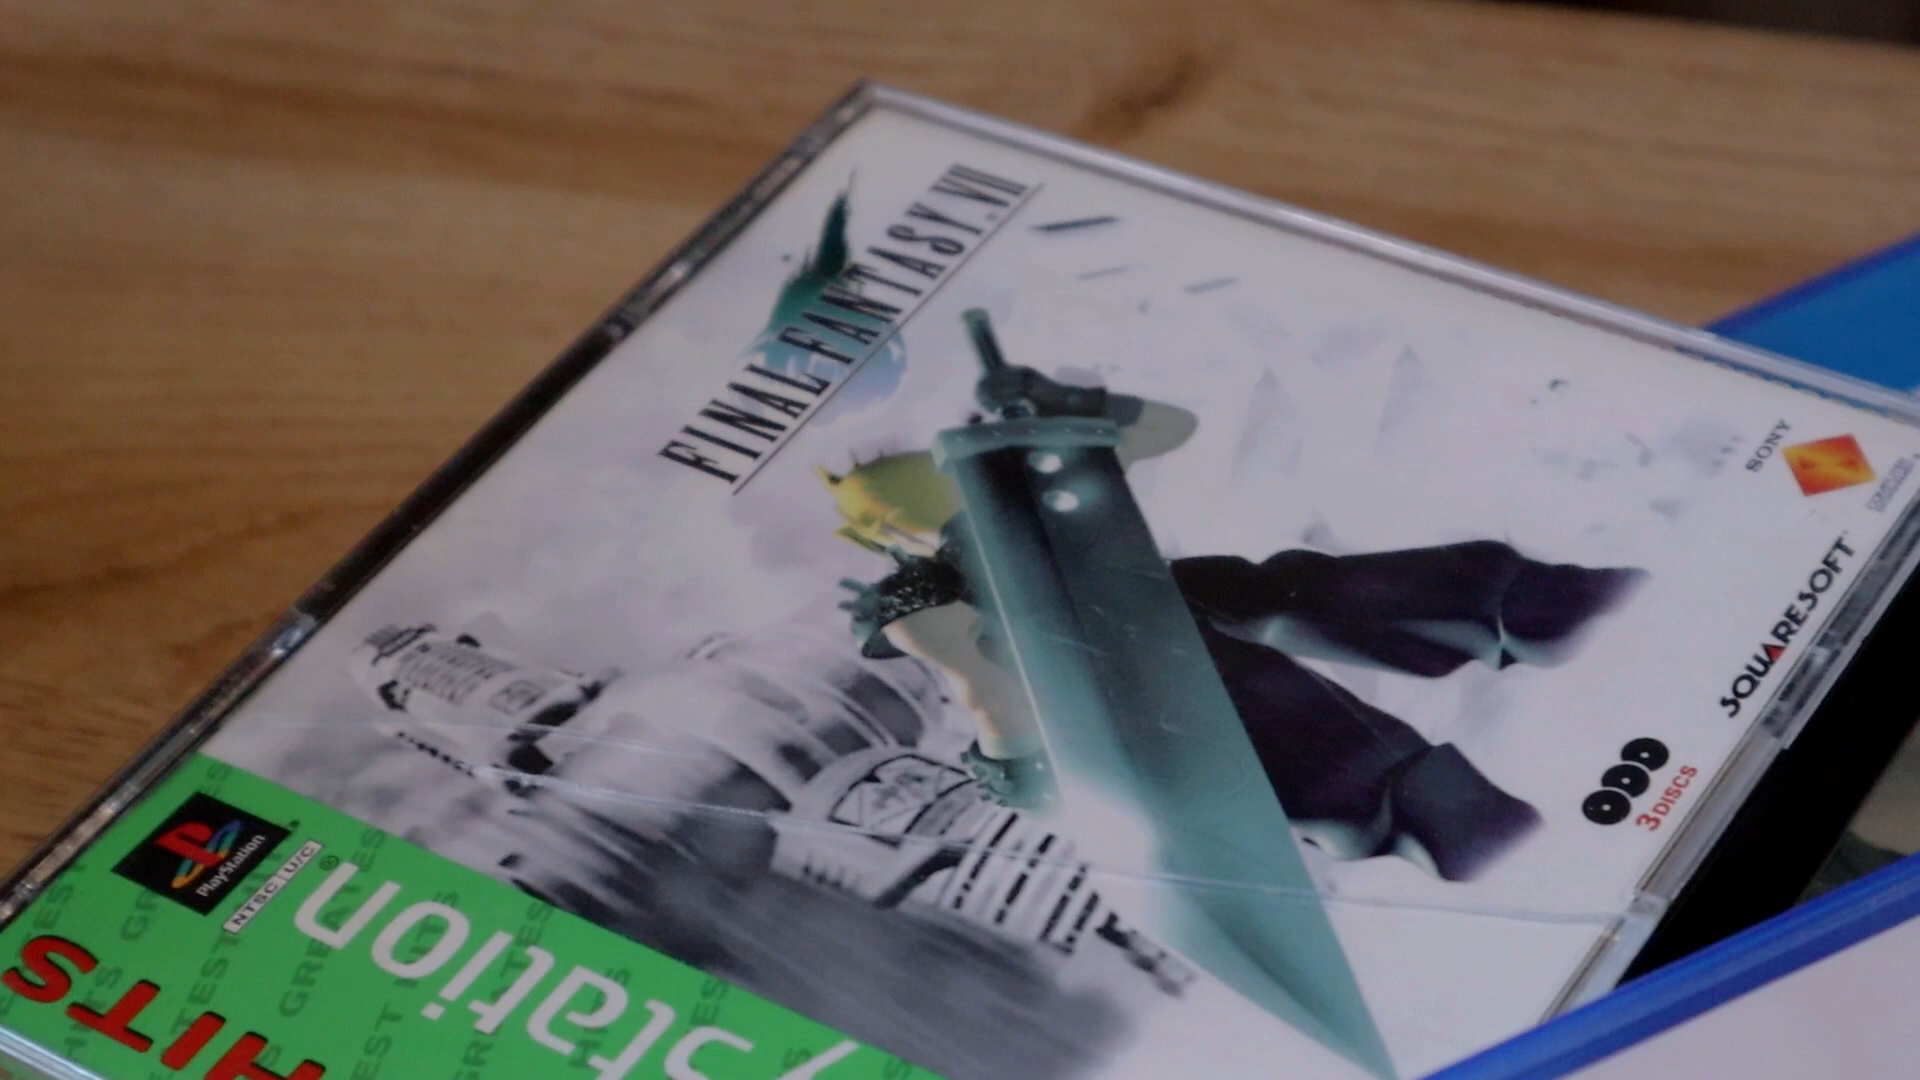 FINAL FANTASY.VII
SONY
SQUARESOFT
3 DISCS
PlayStation
NTSC U/C
station
HITS
GREATEST HITS